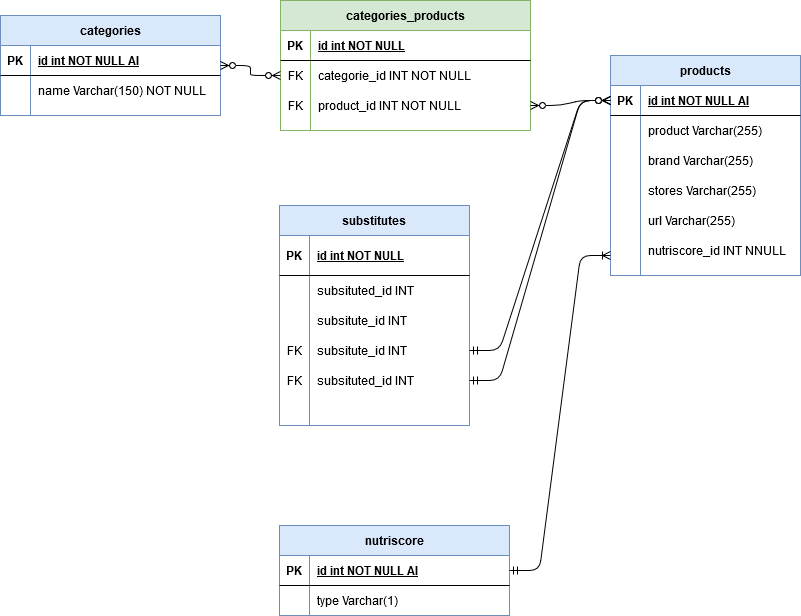 categories
PK id int NOT NULL AI
name Varchar(150) NOT NULL
categories_products
PK id int NOT NULL
FK categorie_id INT NOT NULL
FK product_id INT NOT NULL
products
PK id int NOT NULL AI
product Varchar(255)
brand Varchar(255)
stores Varchar(255)
url Varchar(255)
nutriscore_id INT NNULL
substitutes
PK id int NOT NULL
subsituted_id INT
subsitute_id INT
FK subsitute_id INT
FK subsituted_id INT
nutriscore
PK id int NOT NULL AI
type Varchar(1)